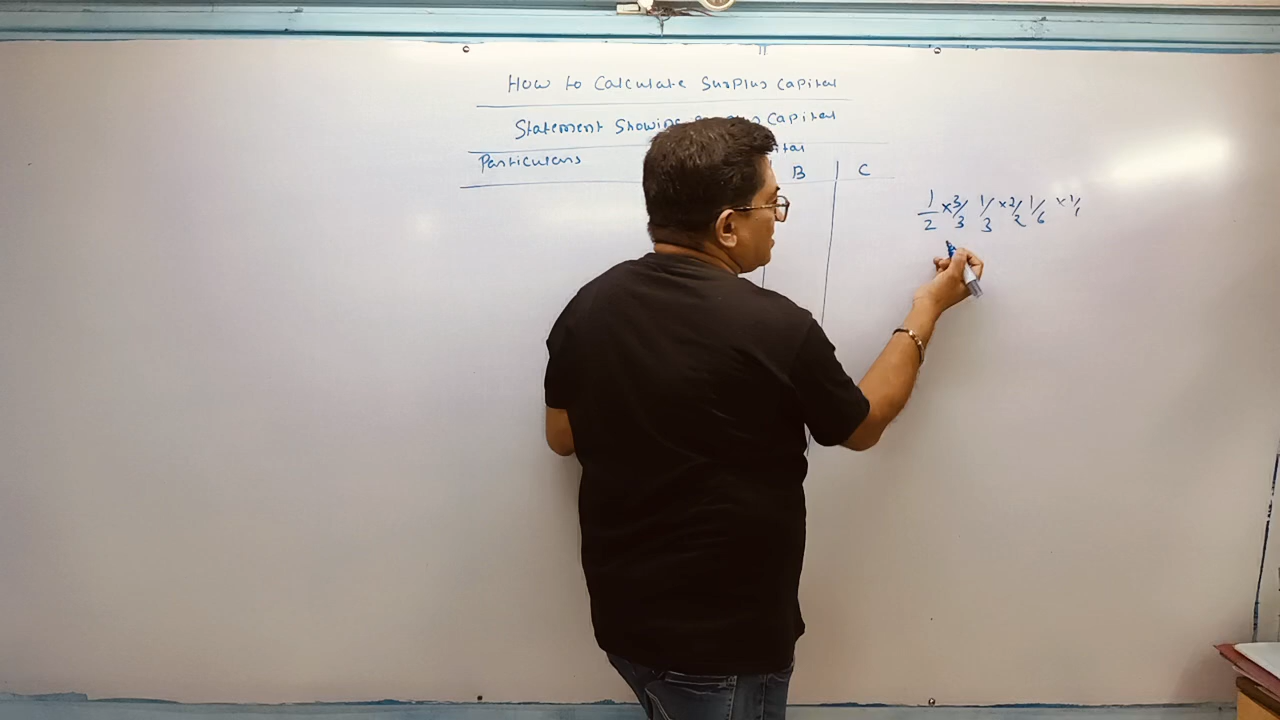 How to Calculate Surplus Capital
Statement Showing Capital
Particulars
B C
1/2 × 3/3 1/3 × 2/2 1/6 × 1/1